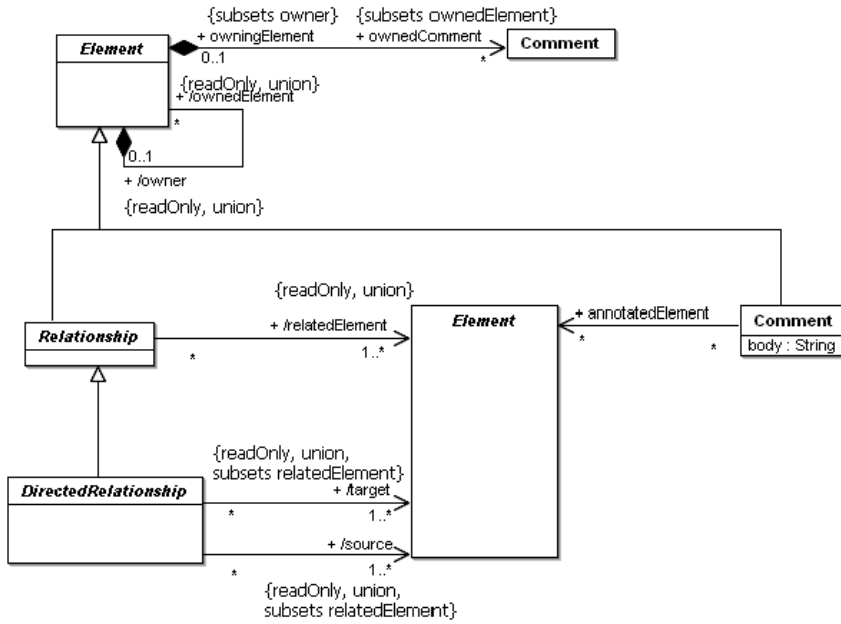 {subsets owner}
{subsets ownedElement}
Element
+ owningElement
+ ownedComment
Comment
0..1
*
{readOnly, union}
+ /ownedElement
*
0..1
+ /owner
{readOnly, union}
{readOnly, union}
Relationship
+ /relatedElement
*
1..*
Element
+ annotatedElement
*
*
Comment
body : String
{readOnly, union,
subsets relatedElement}
DirectedRelationship
+ /target
*
1..*
+ /source
*
1..*
{readOnly, union,
subsets relatedElement}